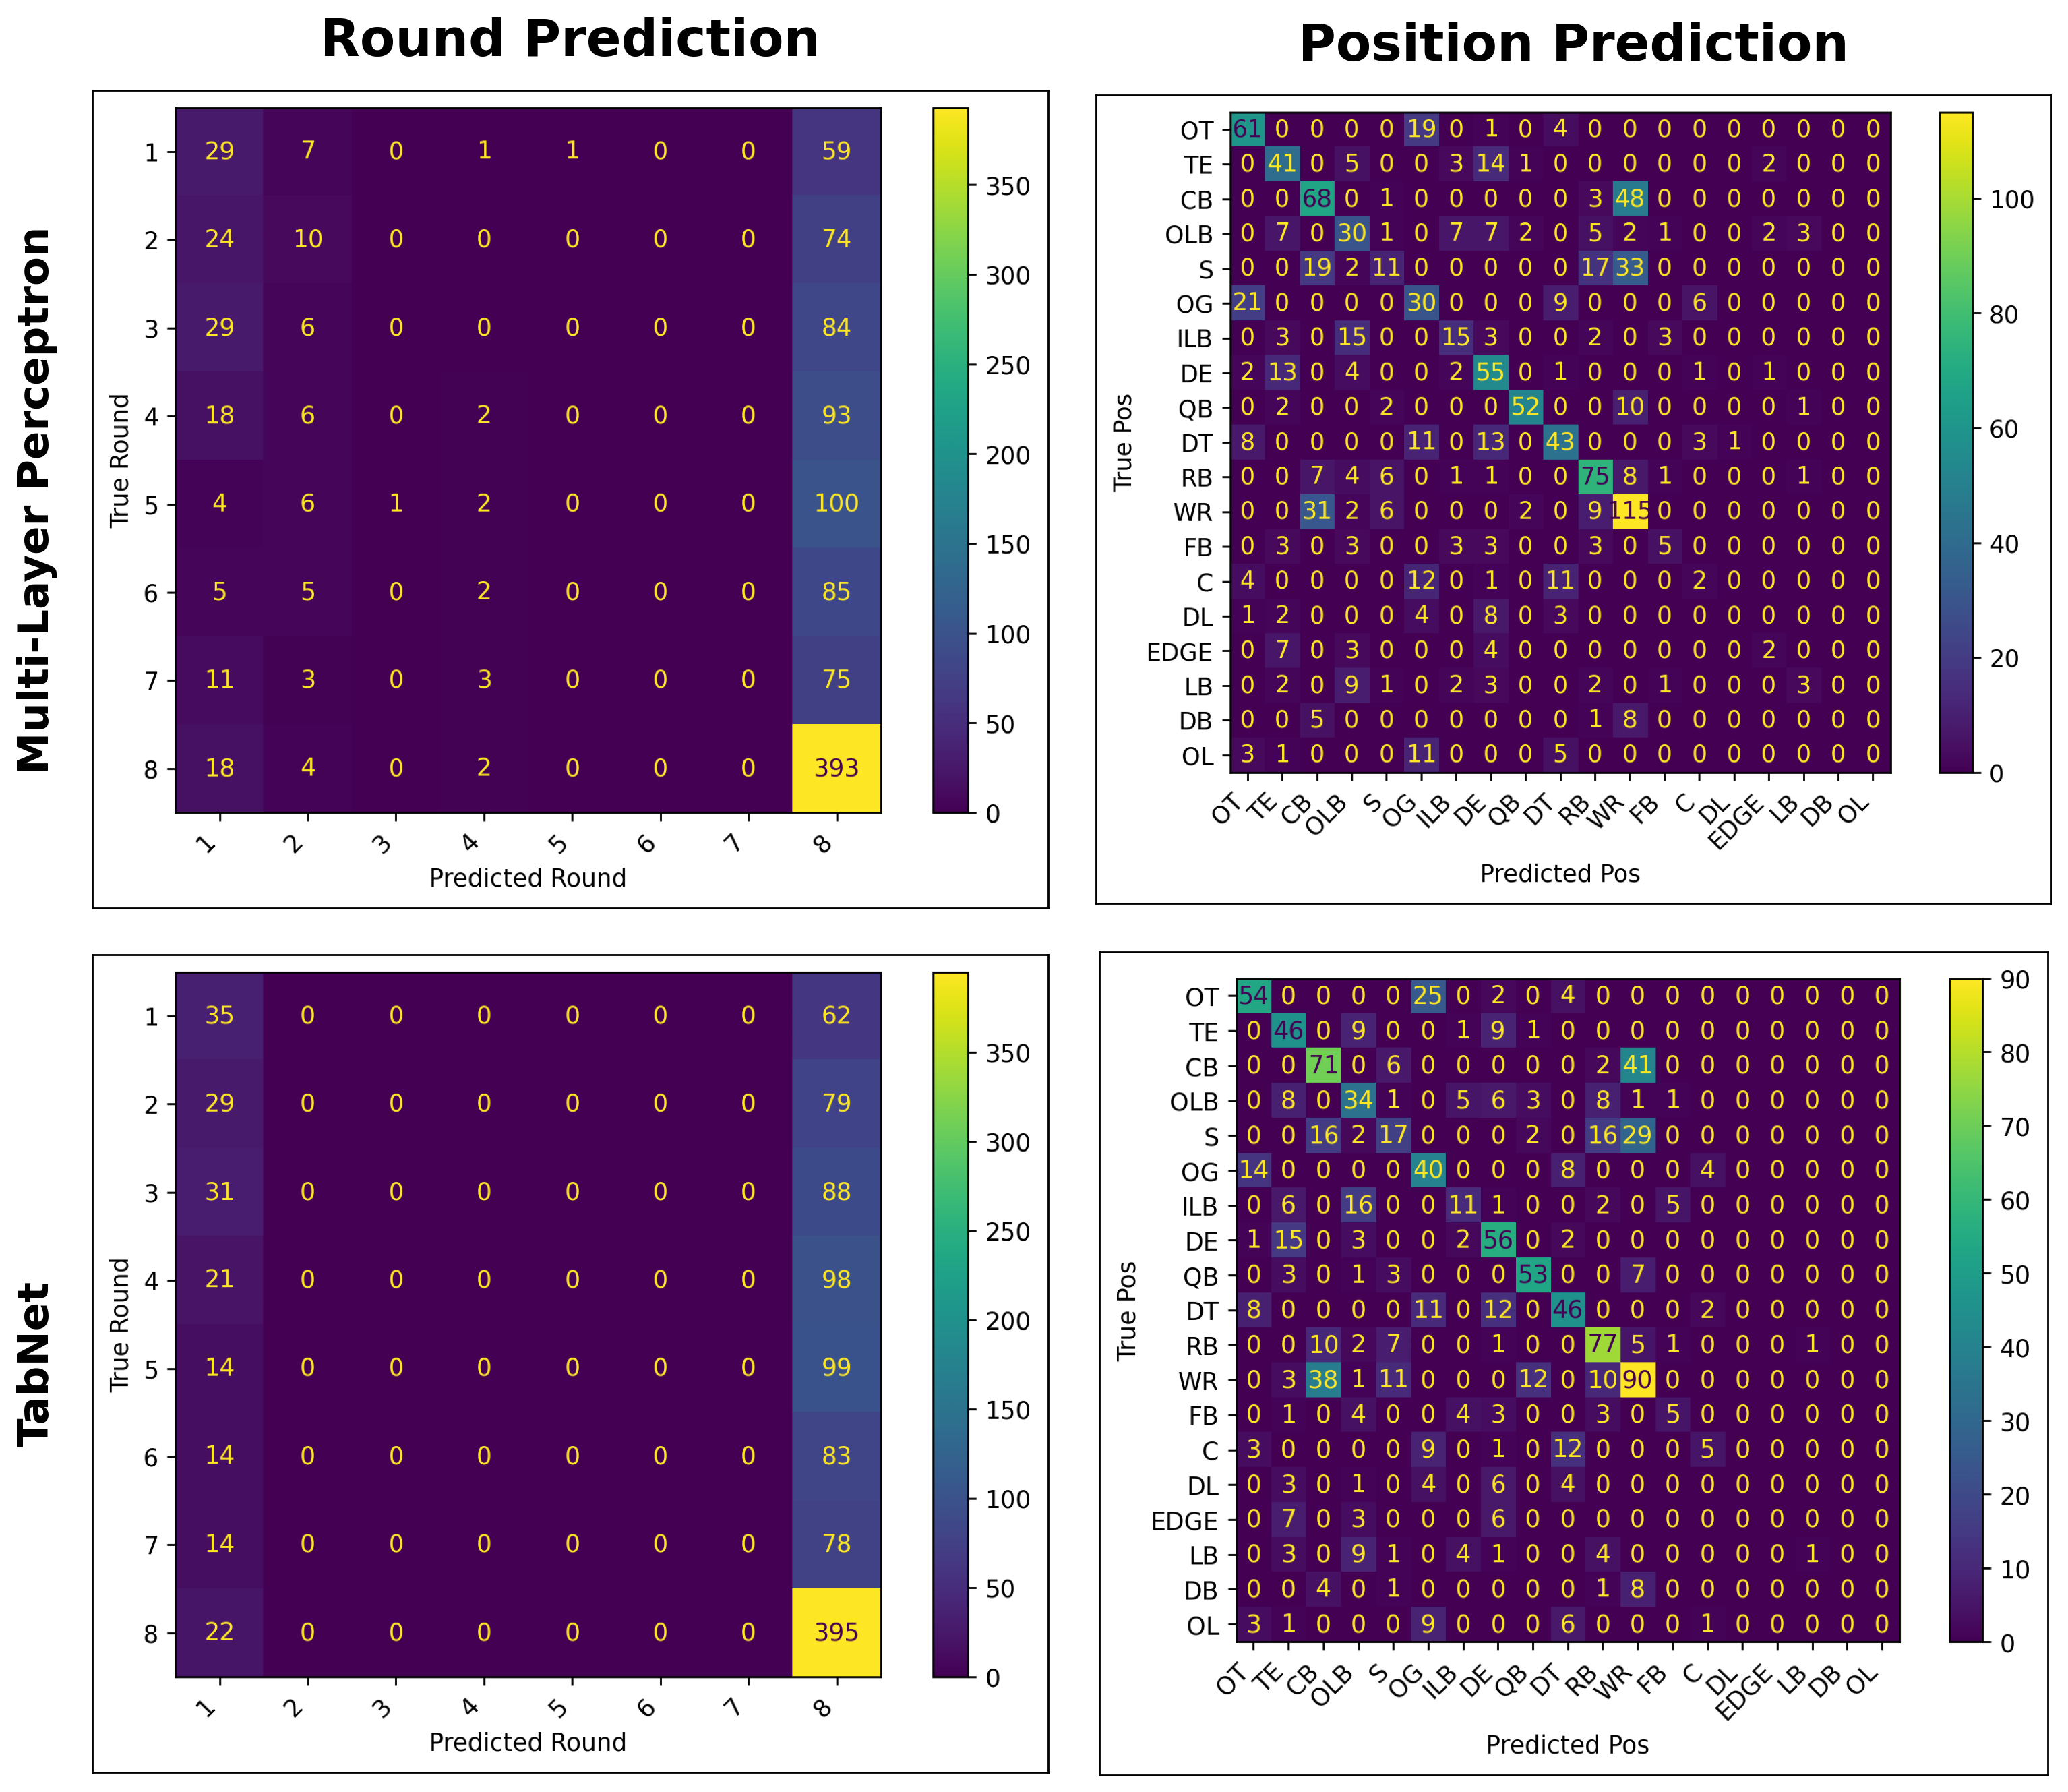 Round Prediction
Position Prediction
Multi-Layer Perceptron
True Round
1 29 7 0 1 1 0 0 59
2 24 10 0 0 0 0 0 74
3 29 6 0 0 0 0 0 84
4 18 6 0 2 0 0 0 93
5 4 6 1 2 0 0 0 100
6 5 5 0 2 0 0 0 85
7 11 3 0 3 0 0 0 75
8 18 4 0 2 0 0 0 393
1 2 3 4 5 6 7 8
Predicted Round
350
300
250
200
150
100
50
0
True Pos
OT 61 0 0 0 0 19 0 1 0 4 0 0 0 0 0 0 0 0 0
TE 0 41 0 5 0 0 3 14 1 0 0 0 0 0 0 2 0 0 0
CB 0 0 68 0 1 0 0 0 0 0 3 48 0 0 0 0 0 0 0
OLB 0 7 0 30 1 0 7 7 2 0 5 2 1 0 0 2 3 0 0
S 0 0 19 2 11 0 0 0 0 0 17 33 0 0 0 0 0 0 0
OG 21 0 0 0 0 30 0 0 0 9 0 0 0 6 0 0 0 0 0
ILB 0 3 0 15 0 0 15 3 0 0 2 0 3 0 0 0 0 0 0
DE 2 13 0 4 0 0 2 55 0 1 0 0 0 1 0 1 0 0 0
QB 0 2 0 0 2 0 0 0 52 0 0 10 0 0 0 0 1 0 0
DT 8 0 0 0 0 11 0 13 0 43 0 0 0 3 1 0 0 0 0
RB 0 0 7 4 6 0 1 1 0 0 75 8 1 0 0 0 1 0 0
WR 0 0 31 2 6 0 0 0 2 0 9 115 0 0 0 0 0 0 0
FB 0 3 0 3 0 0 3 3 0 0 3 0 5 0 0 0 0 0 0
C 4 0 0 0 0 12 0 1 0 11 0 0 0 2 0 0 0 0 0
DL 1 2 0 0 0 4 0 8 0 3 0 0 0 0 0 0 0 0 0
EDGE 0 7 0 3 0 0 0 4 0 0 0 0 0 0 0 2 0 0 0
LB 0 2 0 9 1 0 2 3 0 0 2 0 1 0 0 0 3 0 0
DB 0 0 5 0 0 0 0 0 0 0 1 8 0 0 0 0 0 0 0
OL 3 1 0 0 0 11 0 0 0 5 0 0 0 0 0 0 0 0 0
OT TE CB OLB S OG ILB DE QB DT RB WR FB C DL EDGE LB DB OL
Predicted Pos
100
80
60
40
20
0
TabNet
True Round
1 35 0 0 0 0 0 0 62
2 29 0 0 0 0 0 0 79
3 31 0 0 0 0 0 0 88
4 21 0 0 0 0 0 0 98
5 14 0 0 0 0 0 0 99
6 14 0 0 0 0 0 0 83
7 14 0 0 0 0 0 0 78
8 22 0 0 0 0 0 0 395
1 2 3 4 5 6 7 8
Predicted Round
350
300
250
200
150
100
50
0
True Pos
OT 54 0 0 0 0 25 0 2 0 4 0 0 0 0 0 0 0 0 0
TE 0 46 0 9 0 0 1 9 1 0 0 0 0 0 0 0 0 0 0
CB 0 0 71 0 6 0 0 0 0 0 2 41 0 0 0 0 0 0 0
OLB 0 8 0 34 1 0 5 6 3 0 8 1 1 0 0 0 0 0 0
S 0 0 16 2 17 0 0 0 2 0 16 29 0 0 0 0 0 0 0
OG 14 0 0 0 0 40 0 0 0 8 0 0 0 4 0 0 0 0 0
ILB 0 6 0 16 0 0 11 1 0 0 2 0 5 0 0 0 0 0 0
DE 1 15 0 3 0 0 2 56 0 2 0 0 0 0 0 0 0 0 0
QB 0 3 0 1 3 0 0 0 53 0 0 7 0 0 0 0 0 0 0
DT 8 0 0 0 0 11 0 12 0 46 0 0 0 2 0 0 0 0 0
RB 0 0 10 2 7 0 0 1 0 0 77 5 1 0 0 0 1 0 0
WR 0 3 38 1 11 0 0 0 12 0 10 90 0 0 0 0 0 0 0
FB 0 1 0 4 0 0 4 3 0 0 3 0 5 0 0 0 0 0 0
C 3 0 0 0 0 9 0 1 0 12 0 0 0 5 0 0 0 0 0
DL 0 3 0 1 0 4 0 6 0 4 0 0 0 0 0 0 0 0 0
EDGE 0 7 0 3 0 0 0 6 0 0 0 0 0 0 0 0 0 0 0
LB 0 3 0 9 1 0 4 1 0 0 4 0 0 0 0 0 1 0 0
DB 0 0 4 0 1 0 0 0 0 0 1 8 0 0 0 0 0 0 0
OL 3 1 0 0 0 9 0 0 0 6 0 0 0 1 0 0 0 0 0
OT TE CB OLB S OG ILB DE QB DT RB WR FB C DL EDGE LB DB OL
Predicted Pos
90
80
70
60
50
40
30
20
10
0